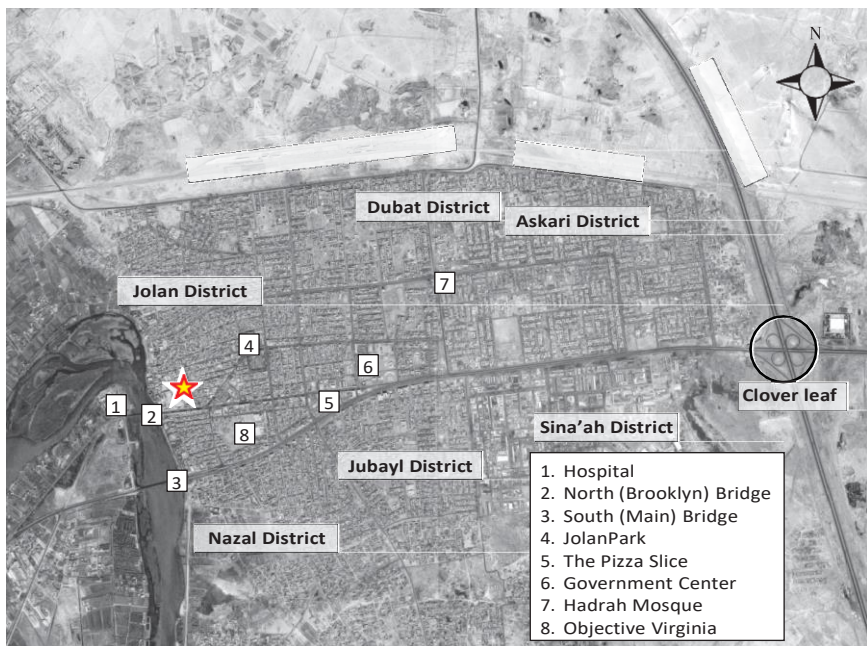 N
Dubat District
Askari District
7
Jolan District
4
6
Clover leaf
1
2
5
8
Sina'ah District
Jubayl District
3
Nazal District
1. Hospital
2. North (Brooklyn) Bridge
3. South (Main) Bridge
4. JolanPark
5. The Pizza Slice
6. Government Center
7. Hadrah Mosque
8. Objective Virginia